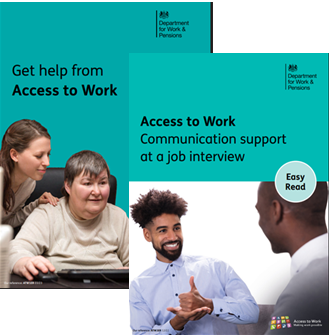 Department
for Work &
Pensions
Get help from
Access to Work
Department
for Work &
Pensions
Access to Work
Communication support
at a job interview
Easy
Read
Access to Work